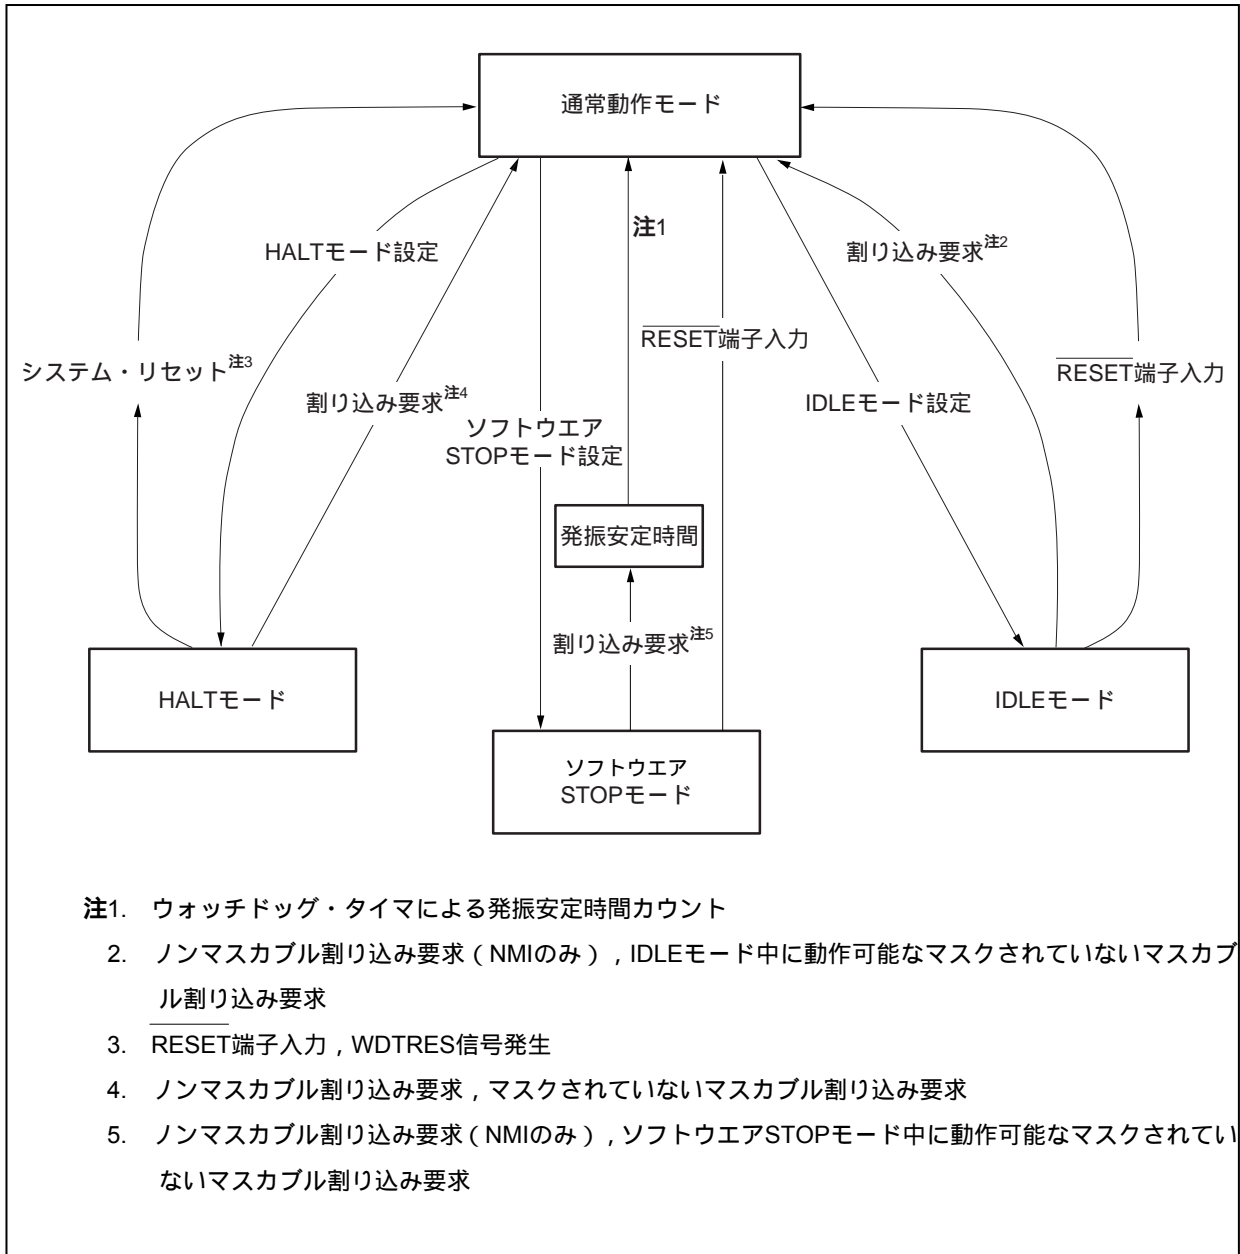 通常動作モード
注1
HALTモード設定
割り込み要求注2
RESET端子入力
システム・リセット注3
RESET端子入力
割り込み要求注4
IDLEモード設定
ソフトウエア
STOPモード設定
発振安定時間
割り込み要求注5
HALTモード
IDLEモード
ソフトウエア
STOPモード
注1. ウォッチドッグ・タイマによる発振安定時間カウント
2. ノンマスカブル割り込み要求(NMIのみ),IDLEモード中に動作可能なマスクされていないマスカブ
ル割り込み要求
3. RESET端子入力,WDTRES信号発生
4. ノンマスカブル割り込み要求,マスクされていないマスカブル割り込み要求
5. ノンマスカブル割り込み要求(NMIのみ),ソフトウエアSTOPモード中に動作可能なマスクされてい
ないマスカブル割り込み要求